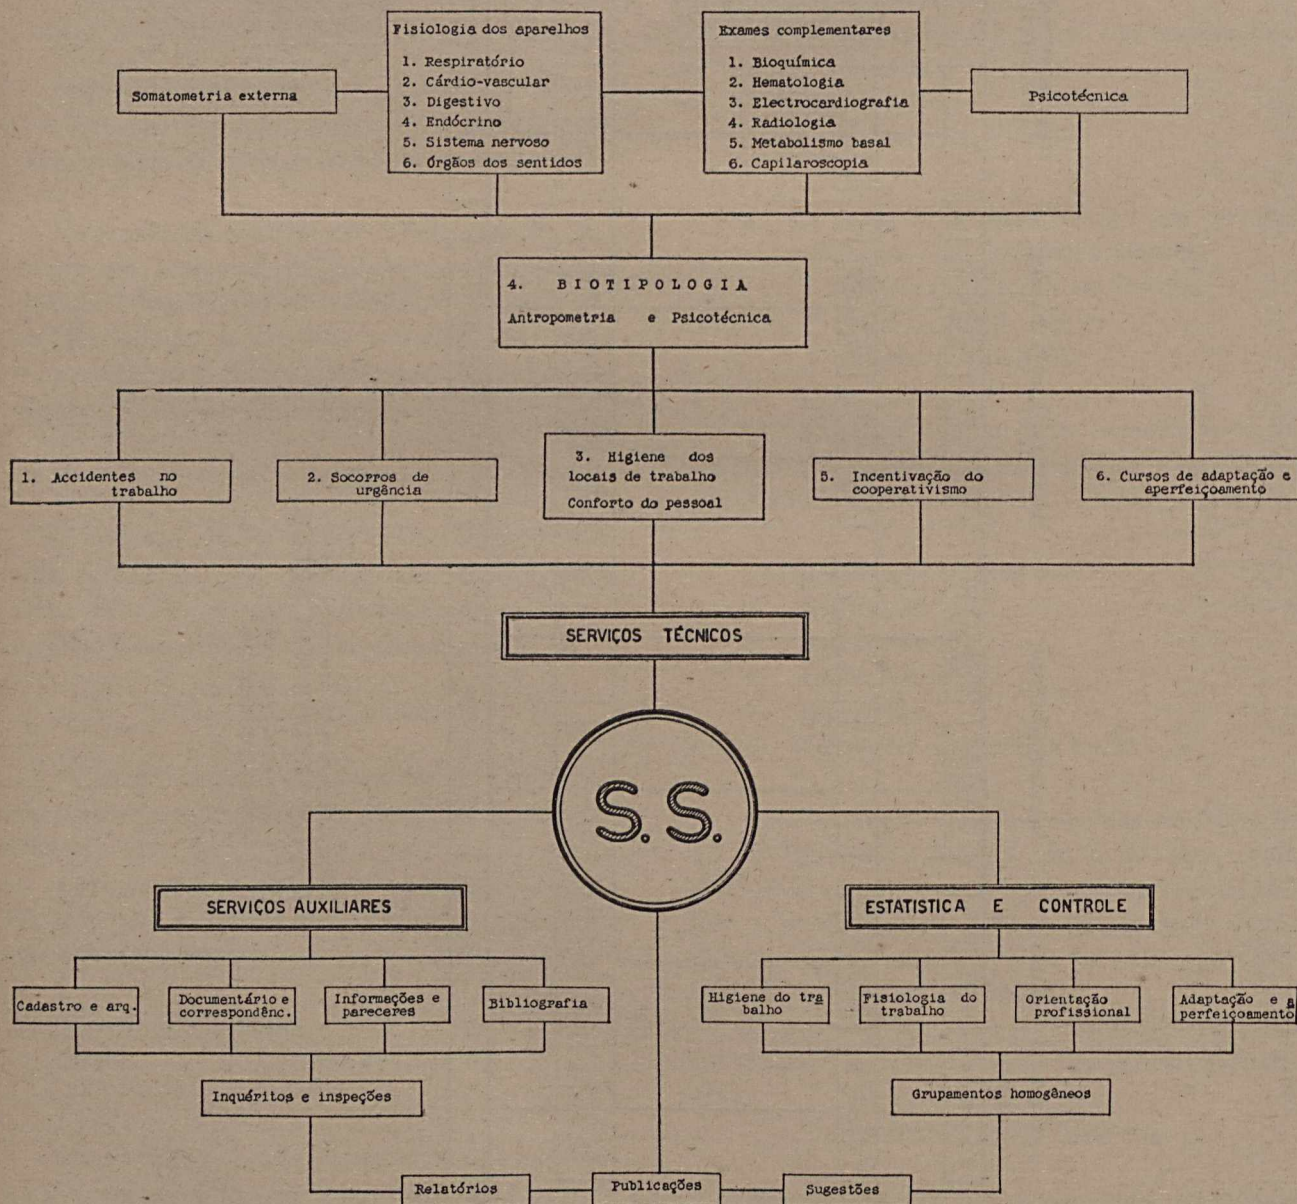 Fisiologia dos aparelhos
1. Respiratório
2. Cárdio-vascular
3. Digestivo
4. Endócrino
5. Sistema nervoso
6. Órgãos dos sentidos
Exames complementares
1. Bioquímica
2. Hematologia
3. Electrocardiografia
4. Radiologia
5. Metabolismo basal
6. Capilaroscopia
Somatometria externa
Psicotécnica
4. BIOTIPOLOGIA
Antropometria e Psicotécnica
1. Accidentes no
trabalho
2. Socorros de
urgência
3. Higiene dos
locais de trabalho
Conforto do pessoal
5. Incentivação do
cooperativismo
6. Cursos de adaptação e
aperfeiçoamento
SERVIÇOS TÉCNICOS
S. S.
SERVIÇOS AUXILIARES
ESTATISTICA E CONTROLE
Cadastro e arq.
Documentário e
correspondênc.
Informações e
pareceres
Bibliografia
Higiene do tra
balho
Fisiologia do
trabalho
Orientação
profissional
Adaptação e a
perfeiçoamento
Inquéritos e inspeções
Grupamentos homogêneos
Relatórios
Publicações
Sugestões